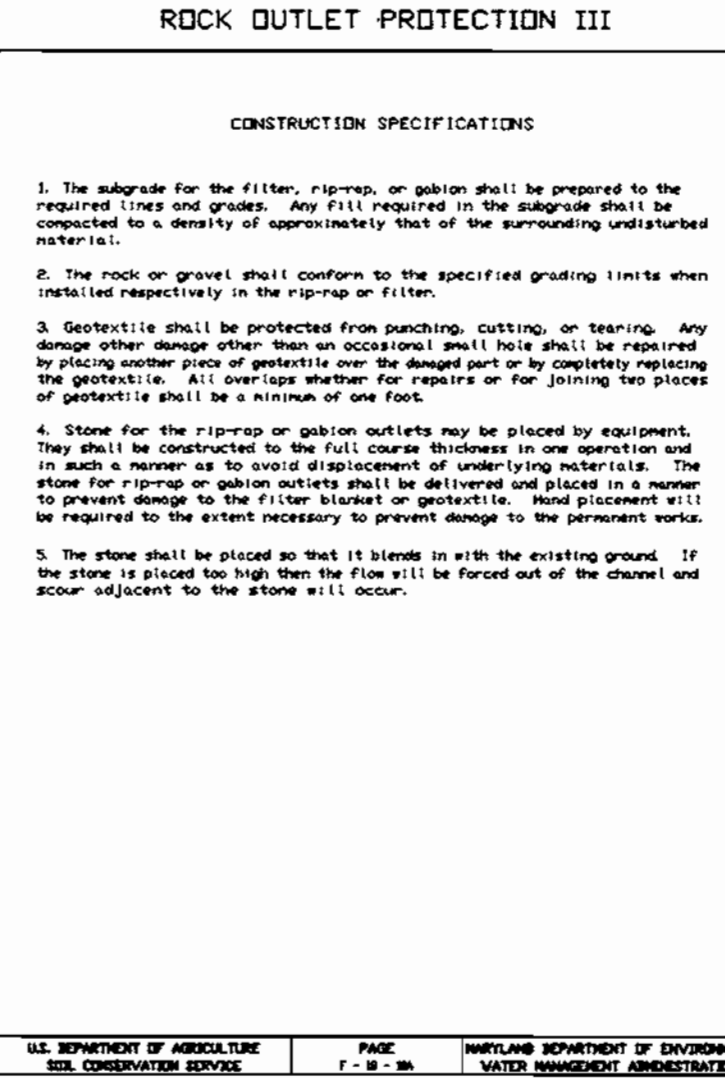 ROCK OUTLET PROTECTION III
CONSTRUCTION SPECIFICATIONS
1. The subgrade for the filter, rip-rap, or gabion shall be prepared to the
required lines and grades. Any fill required in the subgrade shall be
compacted to a density of approximately that of the surrounding undisturbed
material.
2. The rock or gravel shall conform to the specified grading limits when
installed respectively in the rip-rap or filter.
3. Geotextile shall be protected from punching, cutting, or tearing. Any
damage other damage other than an occasional small hole shall be repaired
by placing another piece of geotextile over the damaged part or by completely replacing
the geotextile. All overlaps whether for repairs or for joining two places
of geotextile shall be a minimum of one foot.
4. Stone for the rip-rap or gabion outlets may be placed by equipment.
They shall be constructed to the full course thickness in one operation and
in such a manner as to avoid displacement of underlying materials. The
stone for rip-rap or gabion outlets shall be delivered and placed in a manner
to prevent damage to the filter blanket or geotextile. Hand placement will
be required to the extent necessary to prevent damage to the permanent works.
5. The stone shall be placed so that it blends in with the existing ground. If
the stone is placed too high then the flow will be forced out of the channel and
scour adjacent to the stone will occur.
U.S. DEPARTMENT OF AGRICULTURE
SOIL CONSERVATION SERVICE
PAGE
F -
MARYLAND DEPARTMENT OF
WATER MANAGEMENT